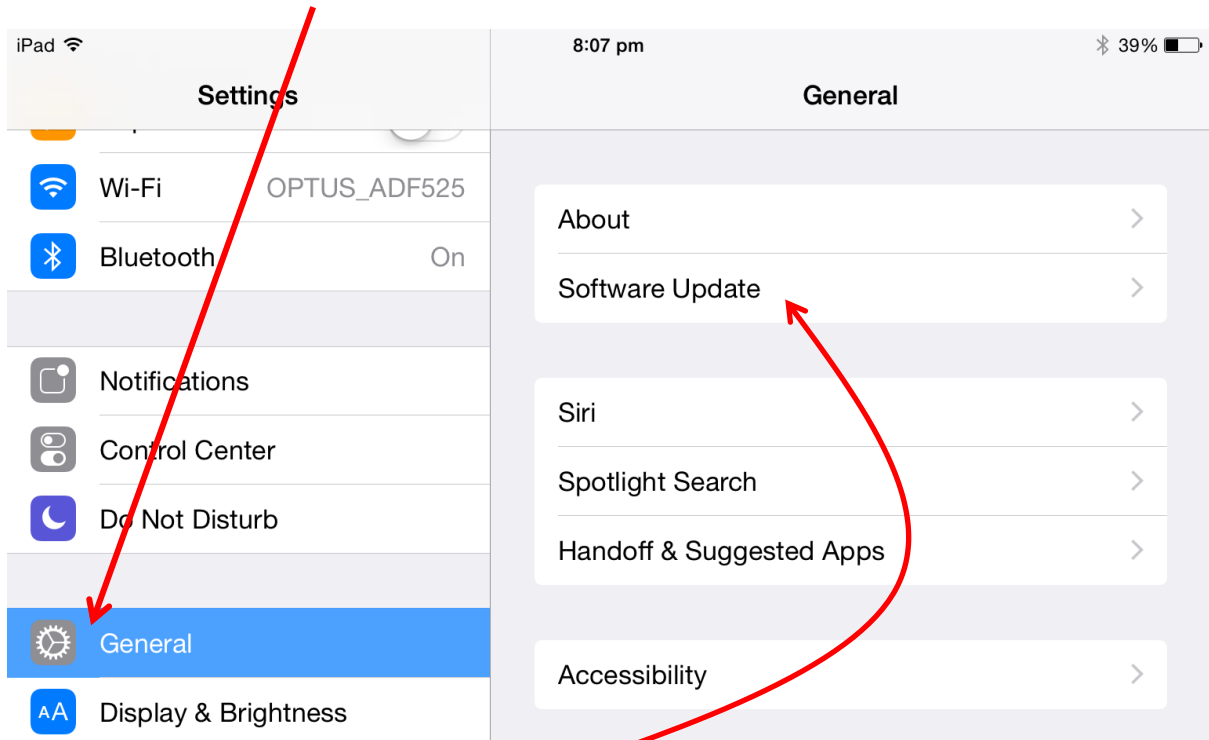 iPad 8:07 pm 39%
Settings
Wi-Fi OPTUS_ADF525
Bluetooth On
Notifications
Control Center
Do Not Disturb
General
AA Display & Brightness
General
About
Software Update
Siri
Spotlight Search
Handoff & Suggested Apps
Accessibility